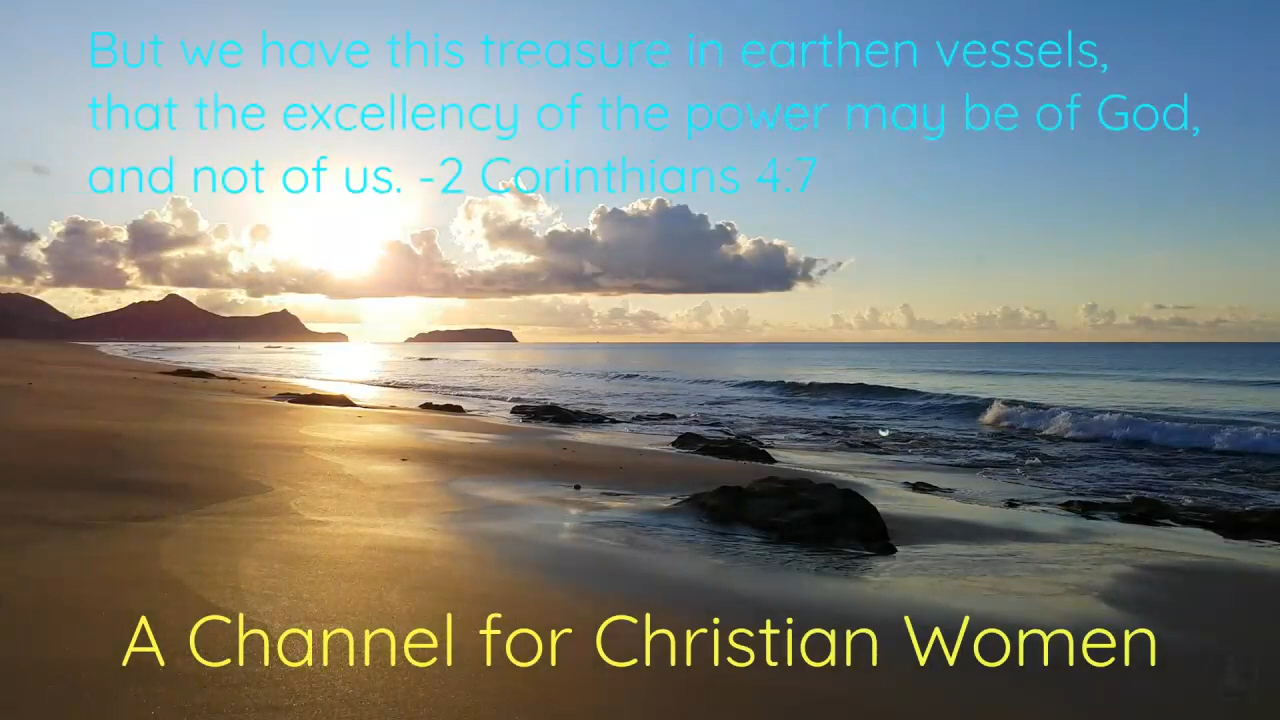 But we have this treasure in earthen vessels,
that the excellency of the power may be of God,
and not of us. -2 Corinthians 4:7
A Channel for Christian Women